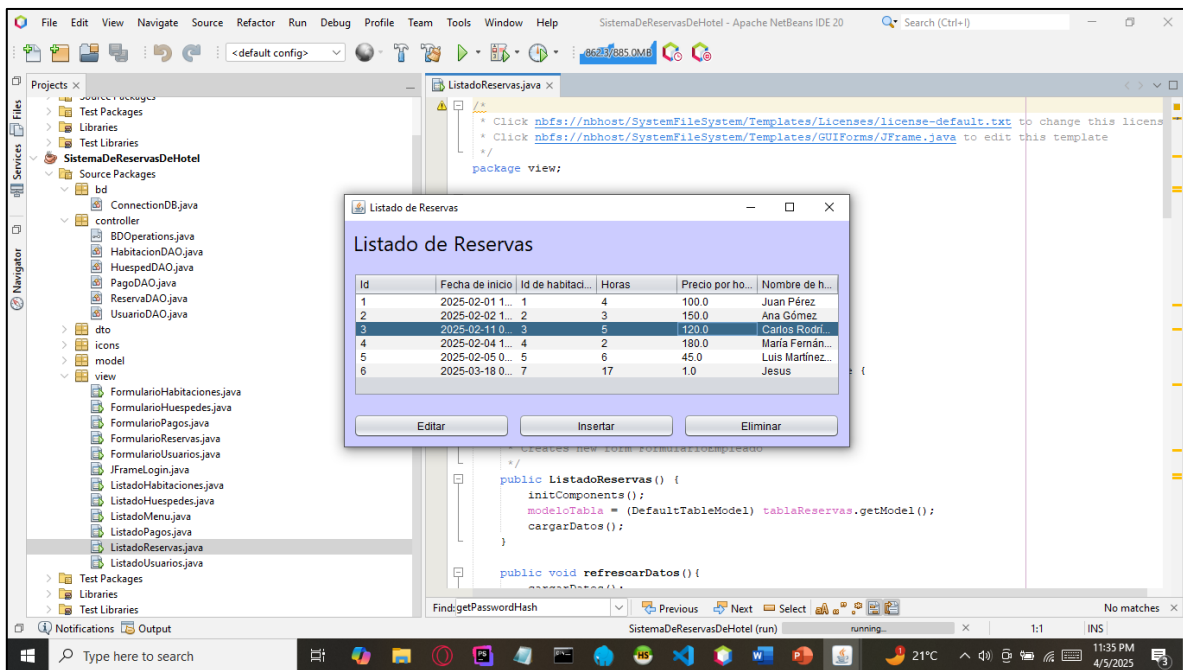 File Edit View Navigate Source Refactor Run Debug Profile Team Tools Window Help SistemaDeReservasDeHotel - Apache NetBeans IDE 20 Search (Ctrl+I)
<default config> 862.3/885.0MB
Projects
ListadoReservas.java
Files
Services
Navigator
Source Packages
Test Packages
Libraries
Test Libraries
SistemaDeReservasDeHotel
Source Packages
bd
ConnectionDB.java
controller
BDOperations.java
HabitacionDAO.java
HuespedDAO.java
PagoDAO.java
ReservaDAO.java
UsuarioDAO.java
dto
icons
model
view
FormularioHabitaciones.java
FormularioHuespedes.java
FormularioPagos.java
FormularioReservas.java
FormularioUsuarios.java
JFrameLogin.java
ListadoHabitaciones.java
ListadoHuespedes.java
ListadoMenu.java
ListadoPagos.java
ListadoReservas.java
ListadoUsuarios.java
Test Packages
Libraries
Test Libraries
/*
* Click nbfs://nbhost/SystemFileSystem/Templates/Licenses/license-default.txt to change this licens
* Click nbfs://nbhost/SystemFileSystem/Templates/GUIForms/JFrame.java to edit this template
*/
package view;
Listado de Reservas
Listado de Reservas
Id Fecha de inicio Id de habitaci... Horas Precio por ho... Nombre de h...
1 2025-02-01 1... 1 4 100.0 Juan Pérez
2 2025-02-02 1... 2 3 150.0 Ana Gómez
3 2025-02-11 0... 3 5 120.0 Carlos Rodrí...
4 2025-02-04 1... 4 2 180.0 María Fernán...
5 2025-02-05 0... 5 6 45.0 Luis Martínez...
6 2025-03-18 0... 7 17 1.0 Jesus
Editar Insertar Eliminar
{
* Creates new form FormularioEmpleado
*/
public ListadoReservas() {
initComponents();
modeloTabla = (DefaultTableModel) tablaReservas.getModel();
cargarDatos();
}
public void refrescarDatos(){
cargarDatos();
Find: getPasswordHash Previous Next Select No matches
Notifications Output SistemaDeReservasDeHotel (run) running... 1:1 INS
Type here to search 21°C 11:35 PM
4/5/2025